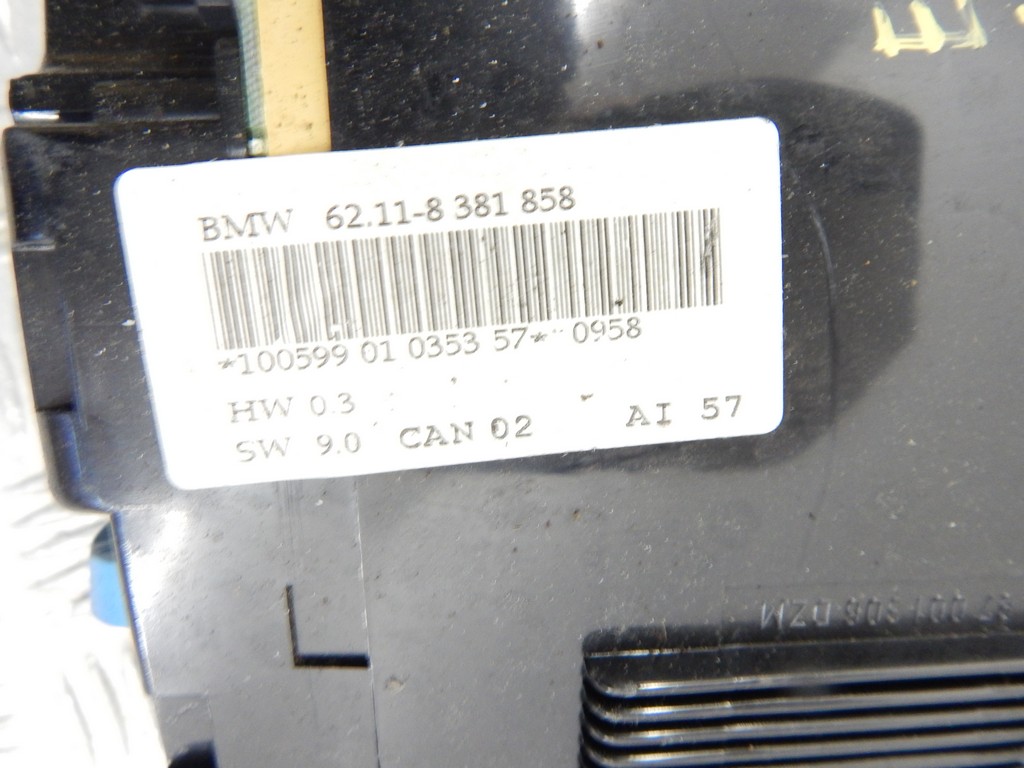 BMW 62.11-8 381 858
*100599 01 0353 57* 0958
HW 0.3
SW 9.0 CAN 02 AI 57